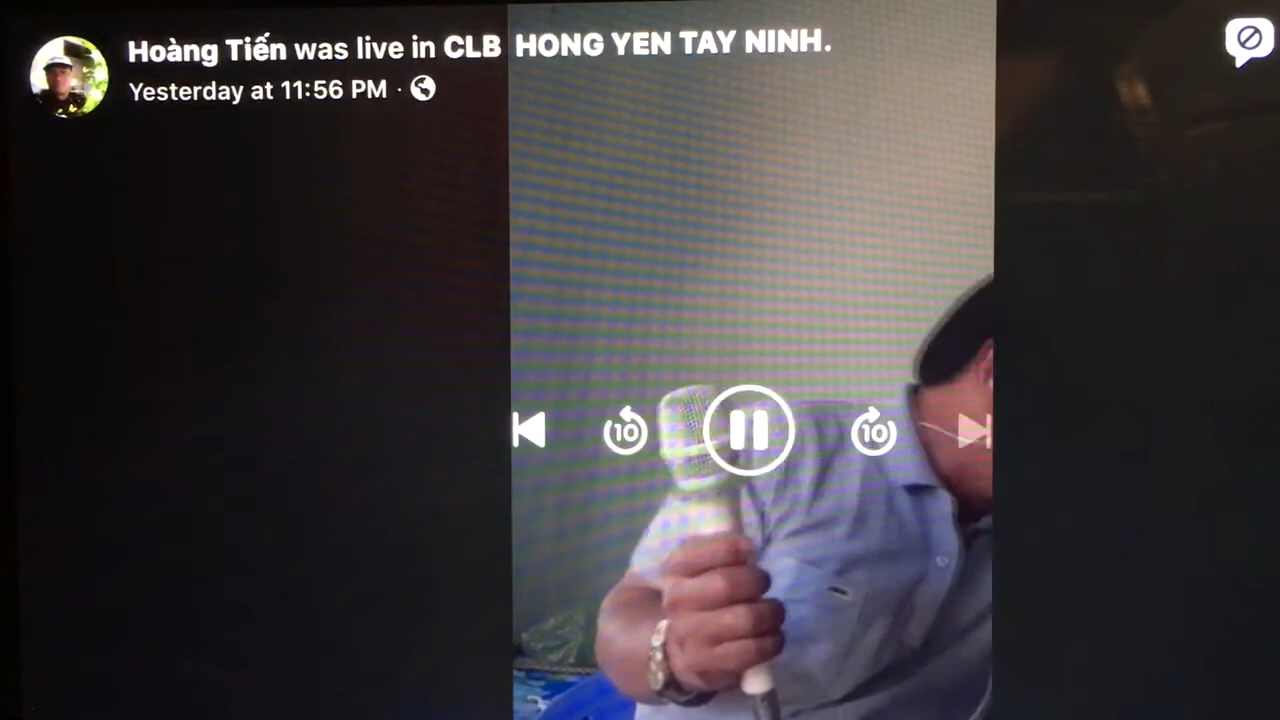 Hoàng Tiến was live in CLB HONG YEN TAY NINH.
Yesterday at 11:56 PM ·
10
10